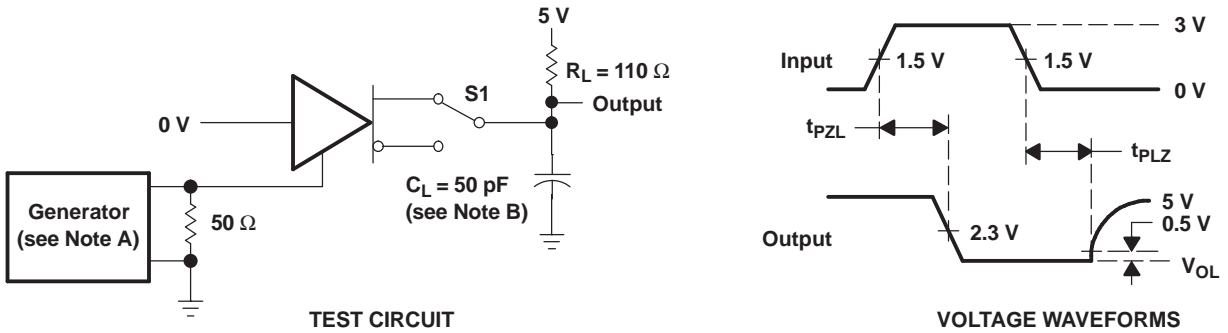 5 V
R_L = 110 Ω
S1
Output
0 V
C_L = 50 pF
(see Note B)
Generator
(see Note A)
50 Ω
TEST CIRCUIT
3 V
Input
1.5 V
1.5 V
0 V
t_PZL
t_PLZ
5 V
0.5 V
Output
2.3 V
V_OL
VOLTAGE WAVEFORMS